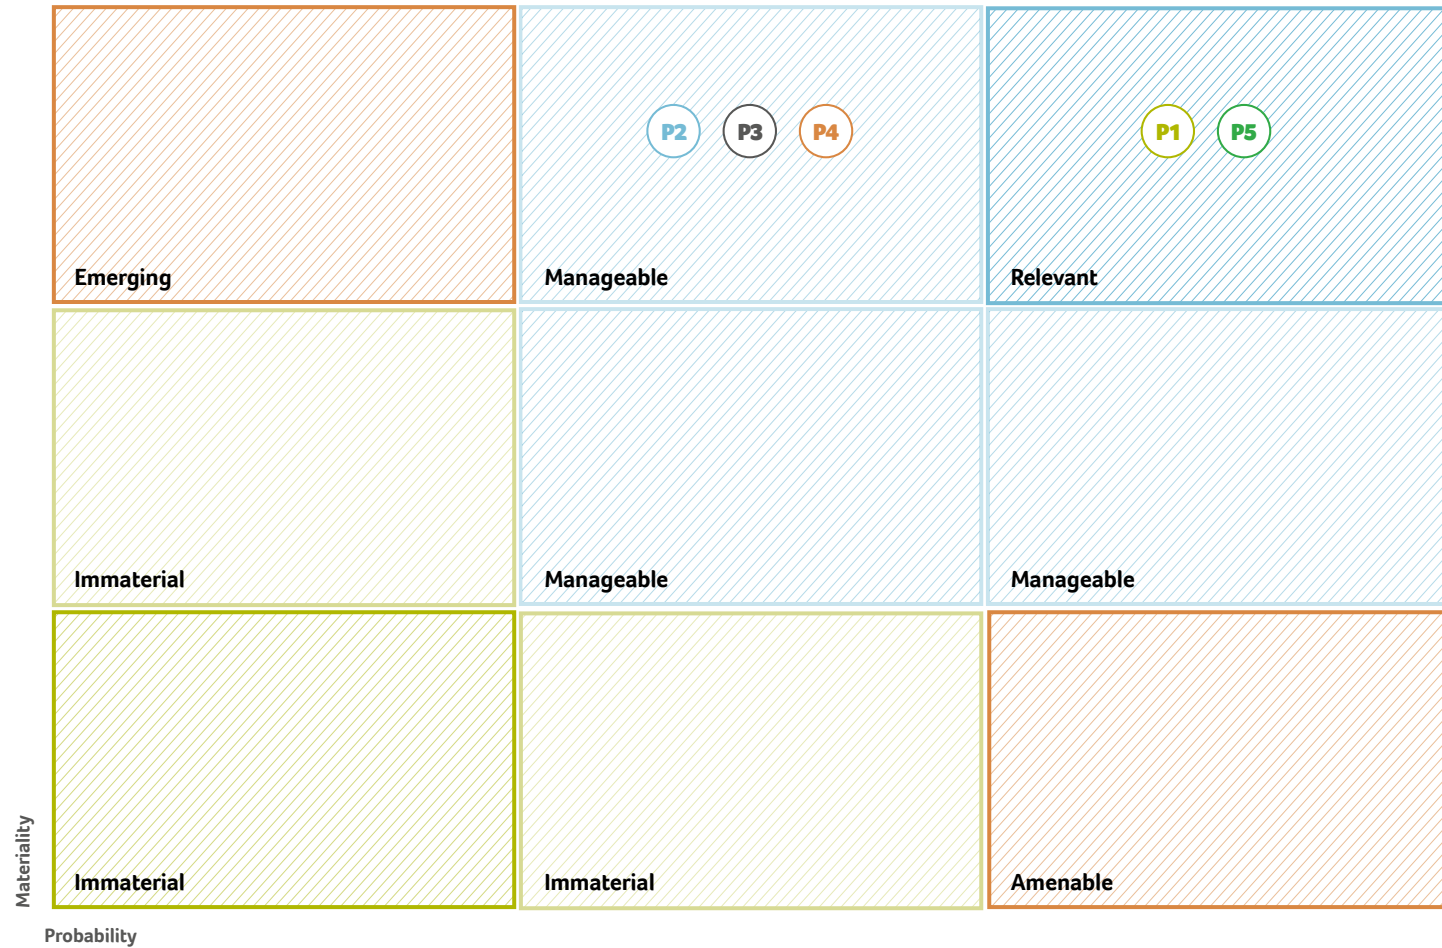 P2 P3 P4 P1 P5
Emerging Manageable Relevant
Immaterial Manageable Manageable
Immaterial Immaterial Amenable
Materiality
Probability